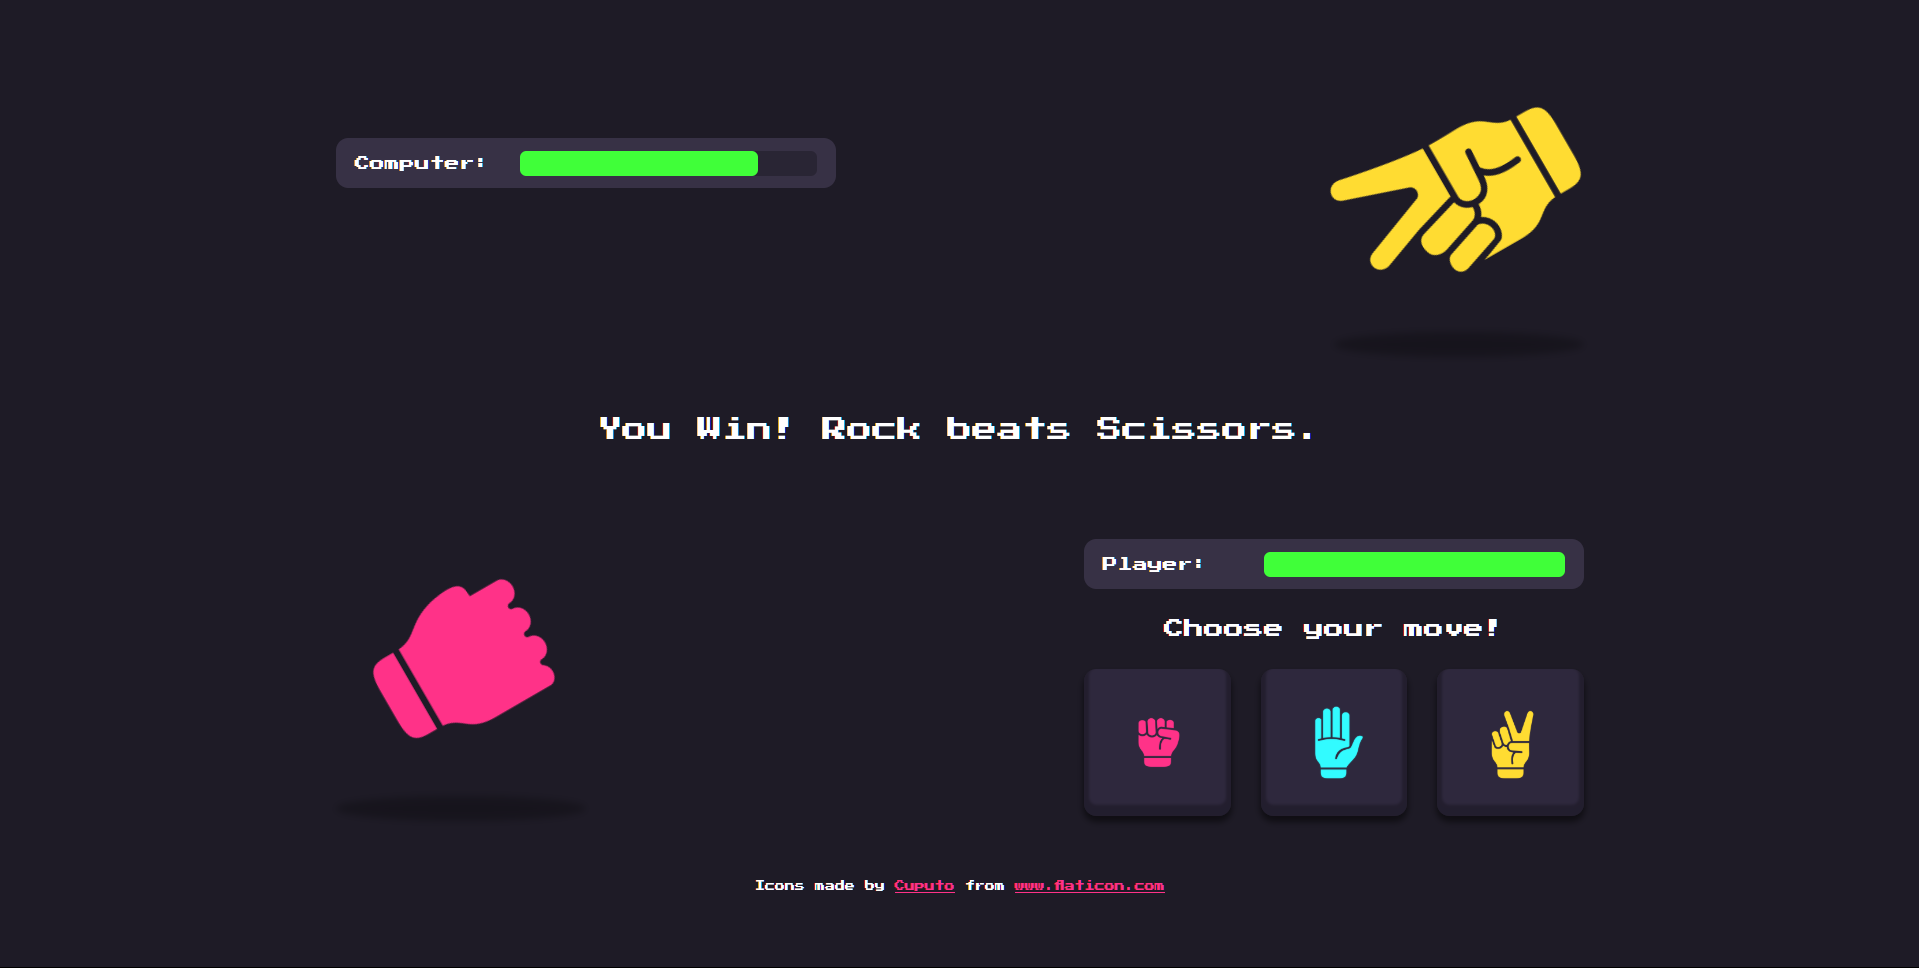 Computer:
You Win! Rock beats Scissors.
Player:
Choose your move!
Icons made by Cuputo from www.flaticon.com